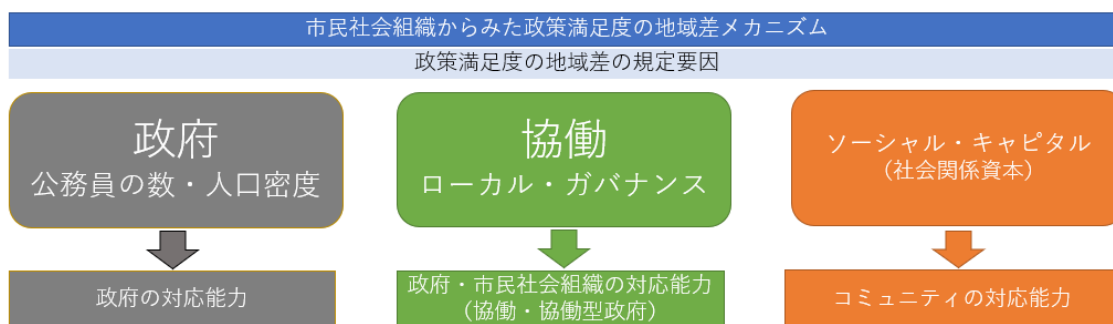 市民社会組織からみた政策満足度の地域差メカニズム
政策満足度の地域差の規定要因
政府
公務員の数・人口密度
協働
ローカル・ガバナンス
ソーシャル・キャピタル
（社会関係資本）
政府の対応能力
政府・市民社会組織の対応能力
（協働・協働型政府）
コミュニティの対応能力